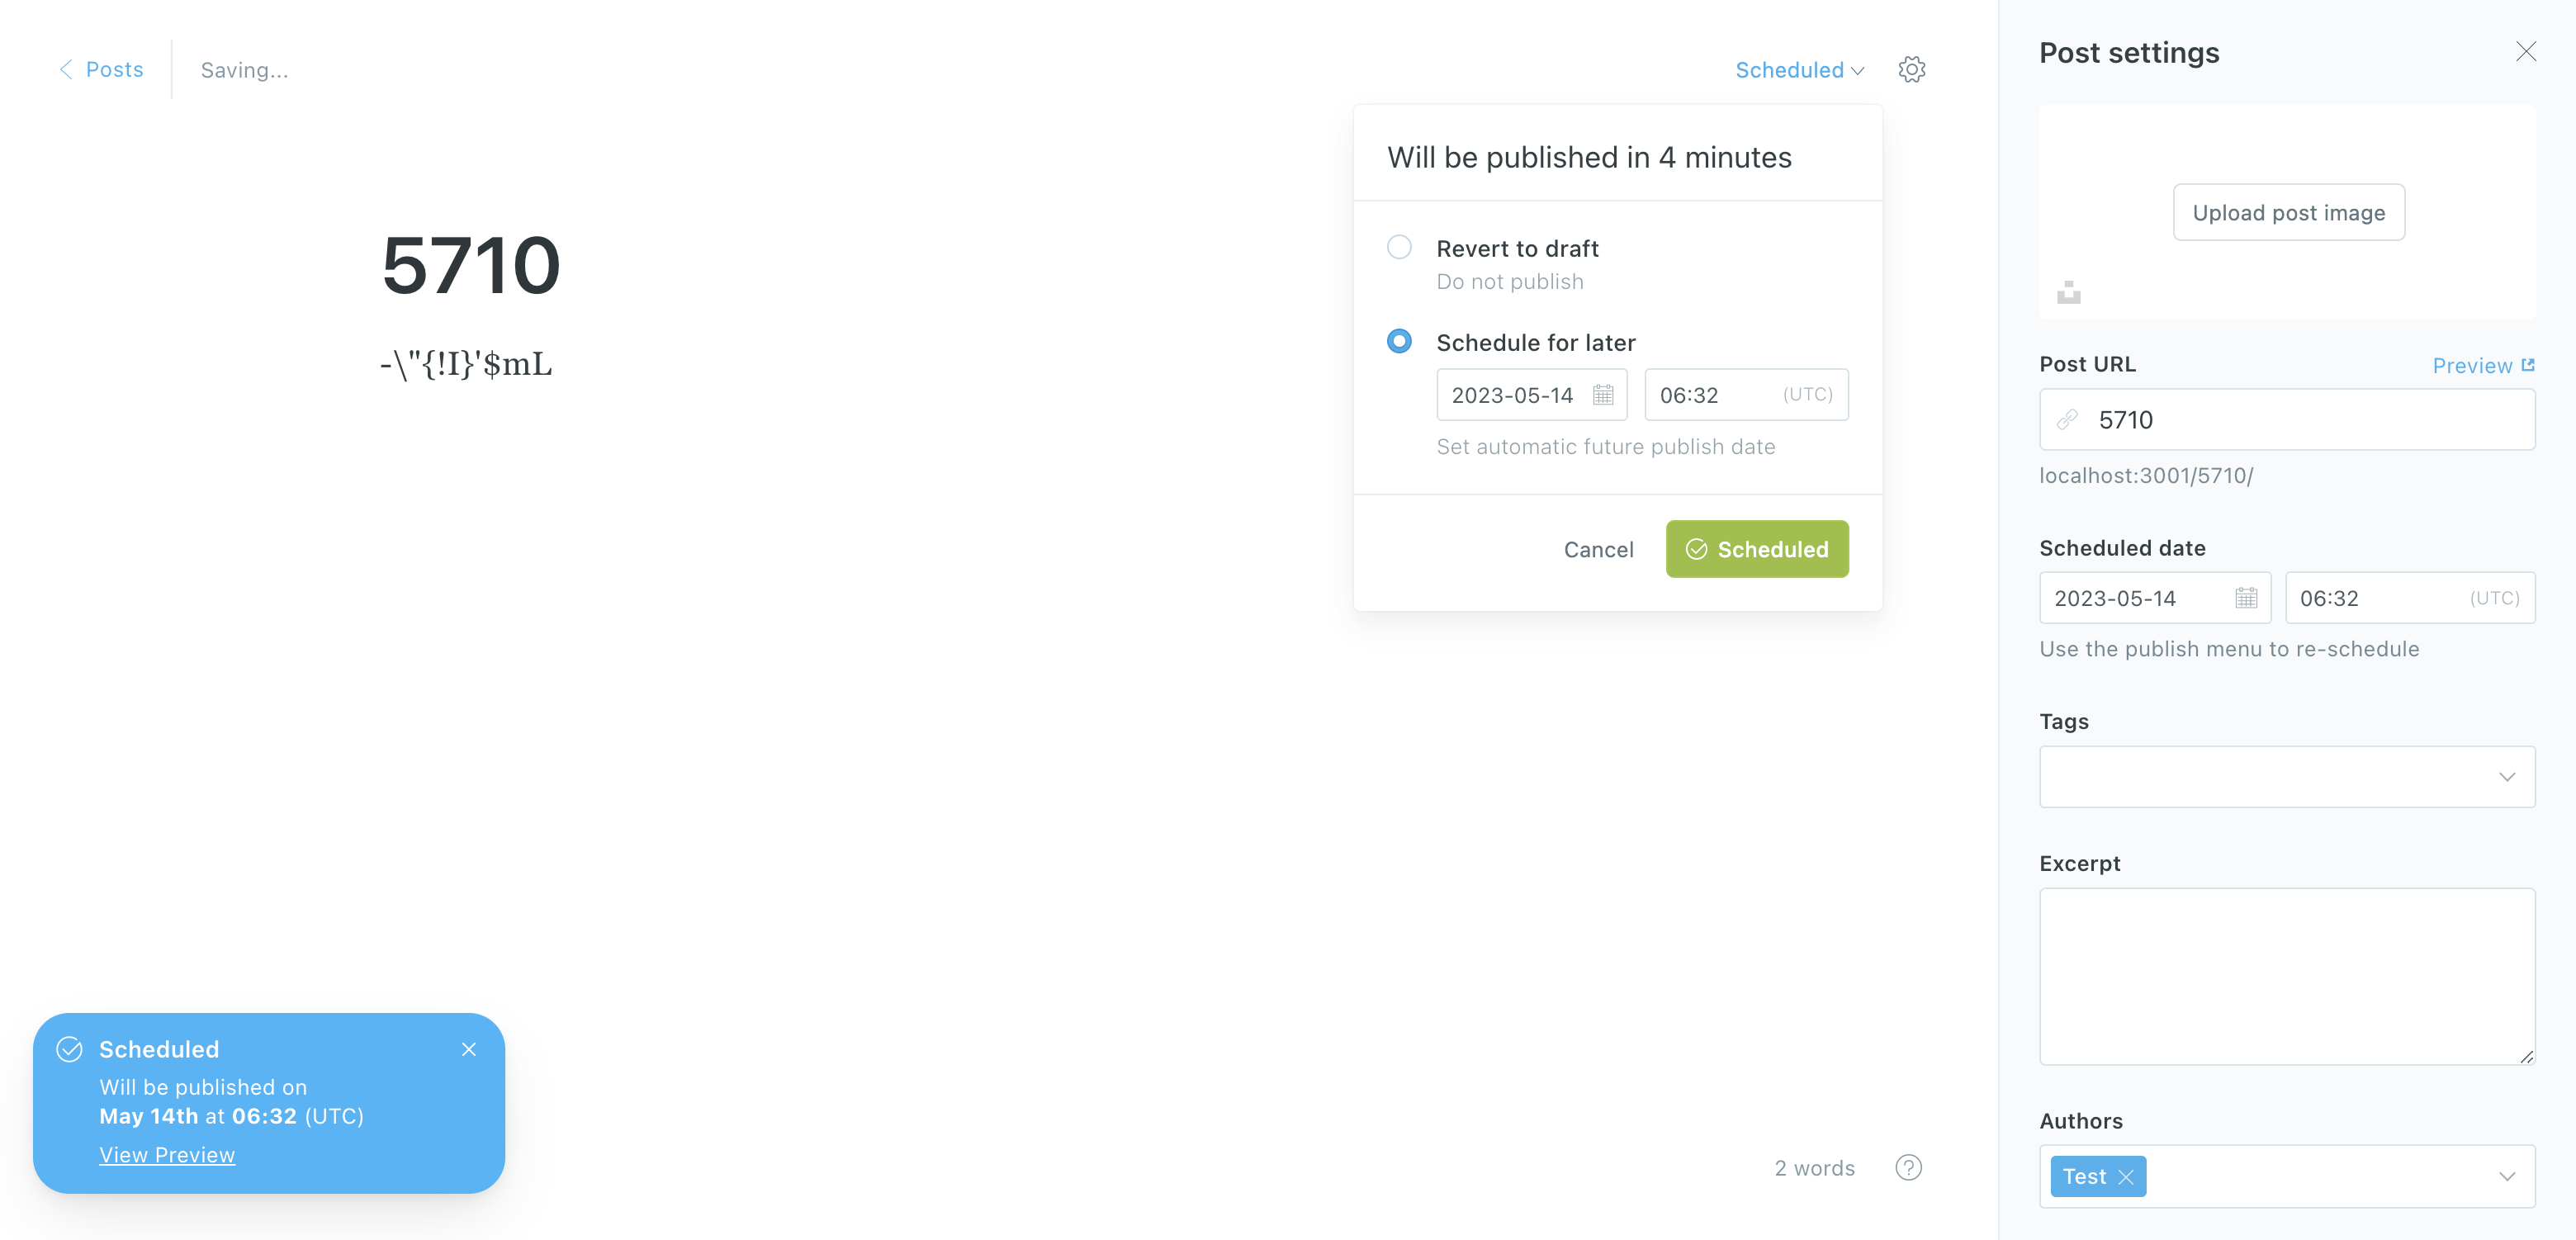 Posts
Saving...
Scheduled
5710
-\"{!I}'$mL
Will be published in 4 minutes
Revert to draft
Do not publish
Schedule for later
2023-05-14
06:32 (UTC)
Set automatic future publish date
Cancel
Scheduled
Scheduled
Will be published on
May 14th at 06:32 (UTC)
View Preview
2 words
?
Post settings
Upload post image
Post URL
Preview
5710
localhost:3001/5710/
Scheduled date
2023-05-14
06:32 (UTC)
Use the publish menu to re-schedule
Tags
Excerpt
Authors
Test